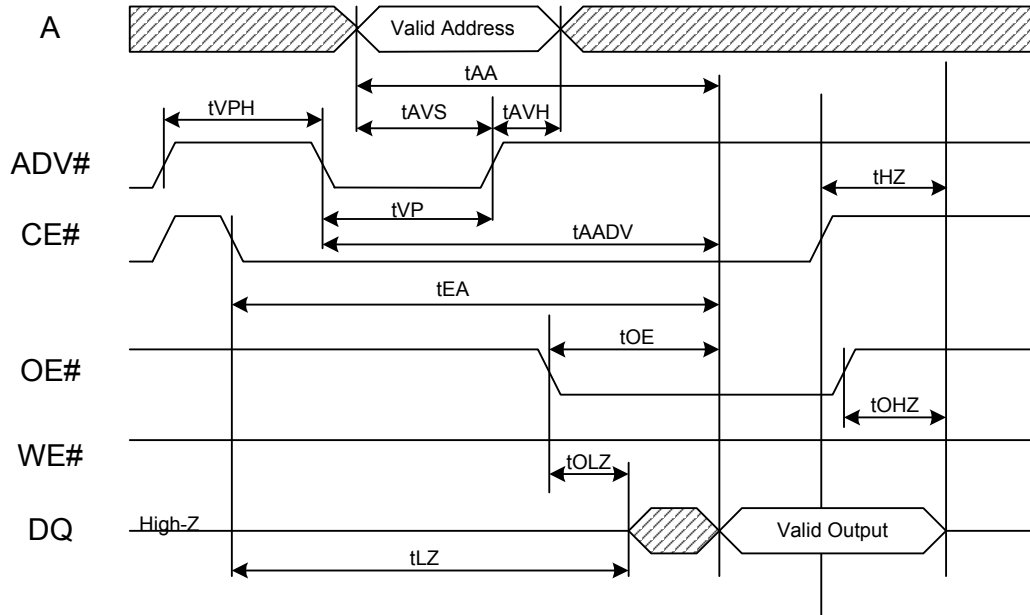 A
Valid Address
tAA
tVPH
tAVS
tAVH
ADV#
tHZ
tVP
CE#
tAADV
tEA
tOE
OE#
tOHZ
WE#
tOLZ
DQ
High-Z
Valid Output
tLZ